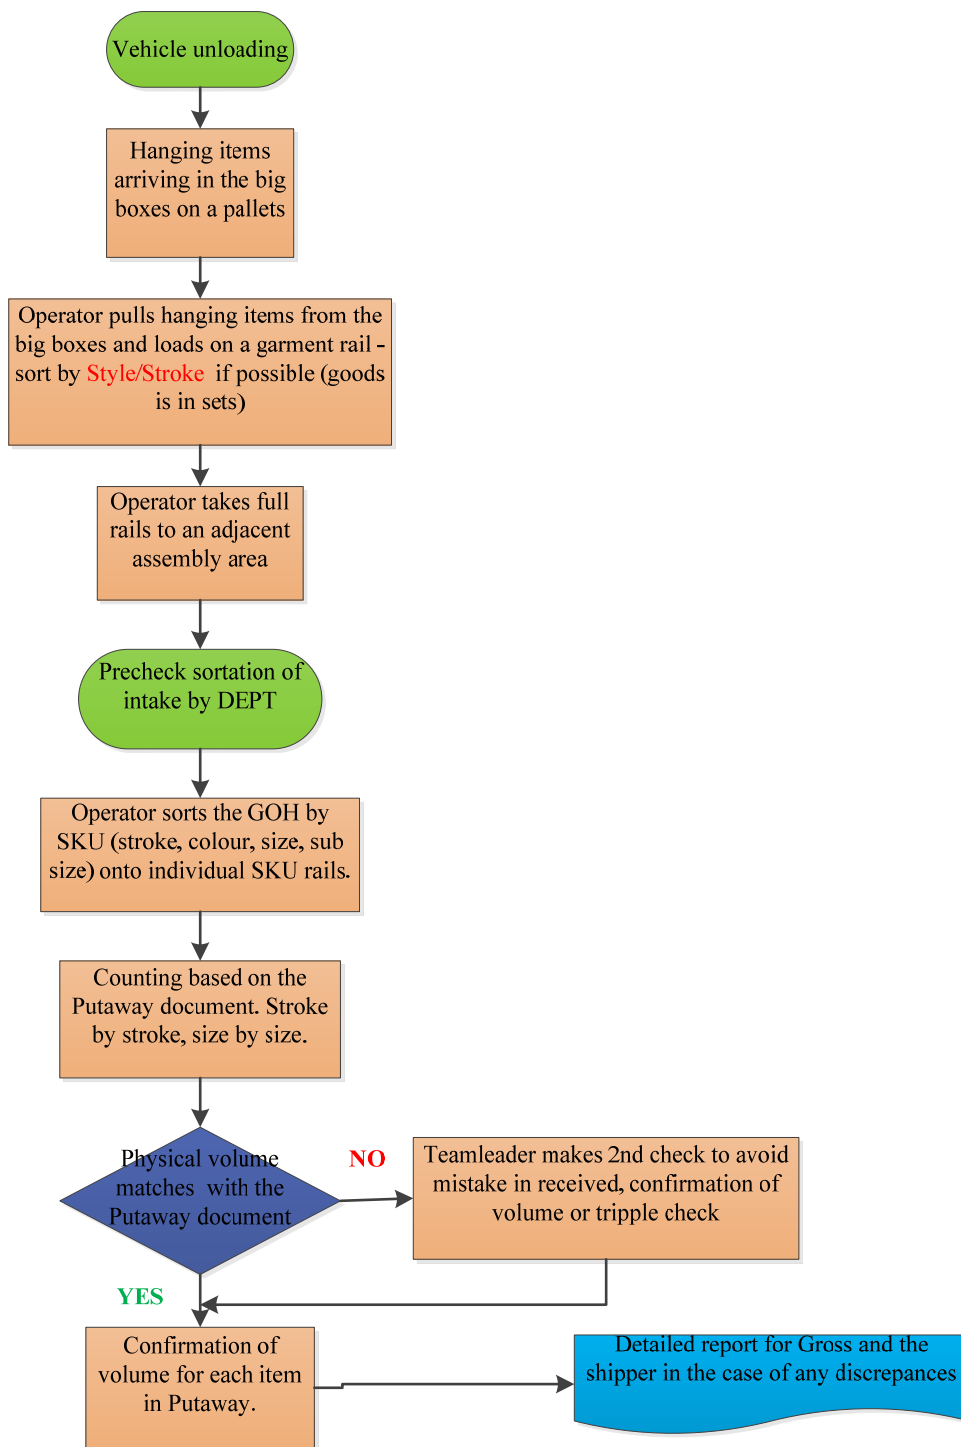 Vehicle unloading
Hanging items
arriving in the big
boxes on a pallets
Operator pulls hanging items from the
big boxes and loads on a garment rail -
sort by Style/Stroke if possible (goods
is in sets)
Operator takes full
rails to an adjacent
assembly area
Precheck sortation of
intake by DEPT
Operator sorts the GOH by
SKU (stroke, colour, size, sub
size) onto individual SKU rails.
Counting based on the
Putaway document. Stroke
by stroke, size by size.
Physical volume
matches with the
Putaway document
NO
Teamleader makes 2nd check to avoid
mistake in received, confirmation of
volume or tripple check
YES
Confirmation of
volume for each item
in Putaway.
Detailed report for Gross and the
shipper in the case of any discrepances